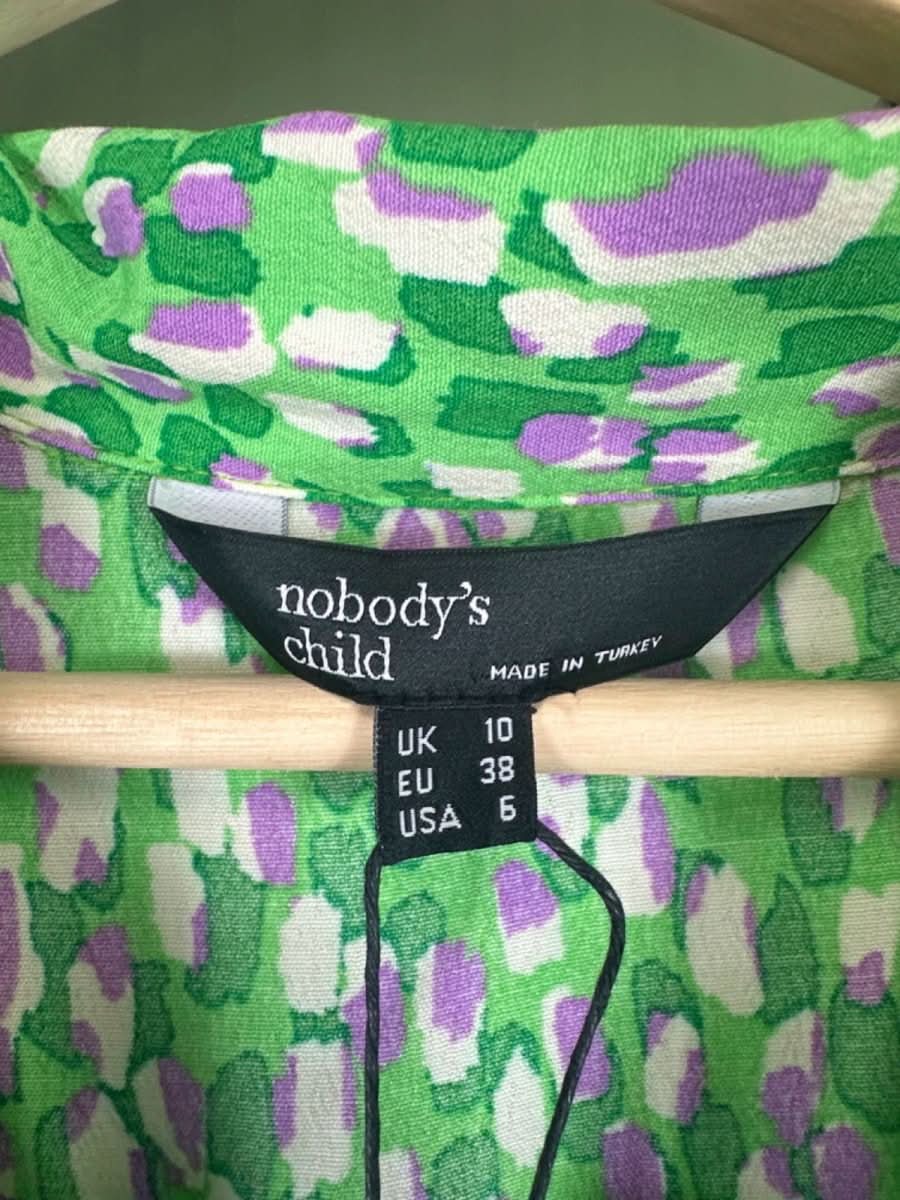 nobody's
child
MADE IN TURKEY
UK 10
EU 38
USA 6